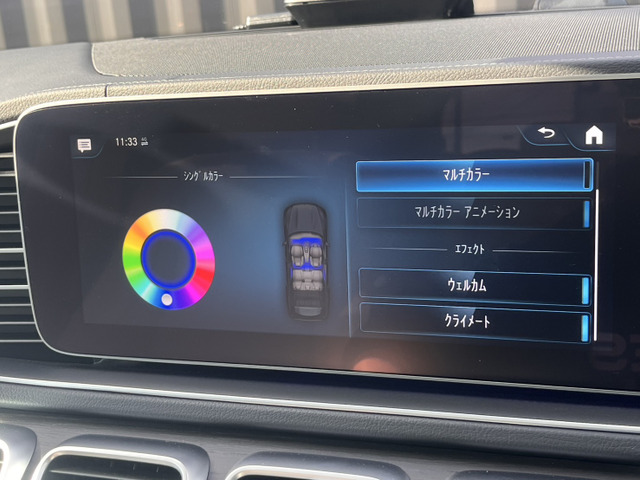 11:33 4G
シングルカラー
マルチカラー
マルチカラー アニメーション
エフェクト
ウェルカム
クライメート